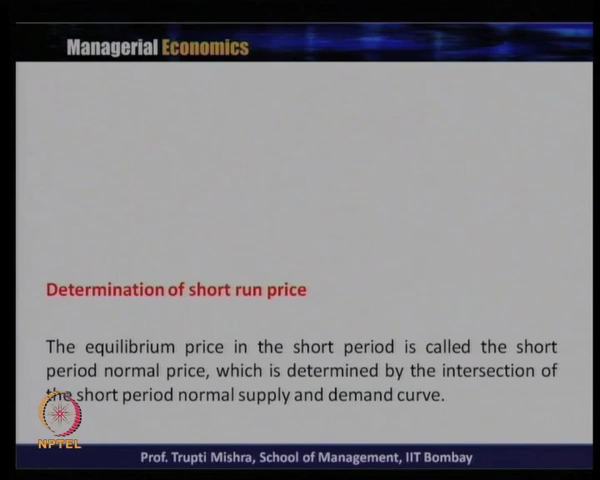 Managerial Economics
Determination of short run price
The equilibrium price in the short period is called the short
period normal price, which is determined by the intersection of
the short period normal supply and demand curve.
NPTEL
Prof. Trupti Mishra, School of Management, IIT Bombay